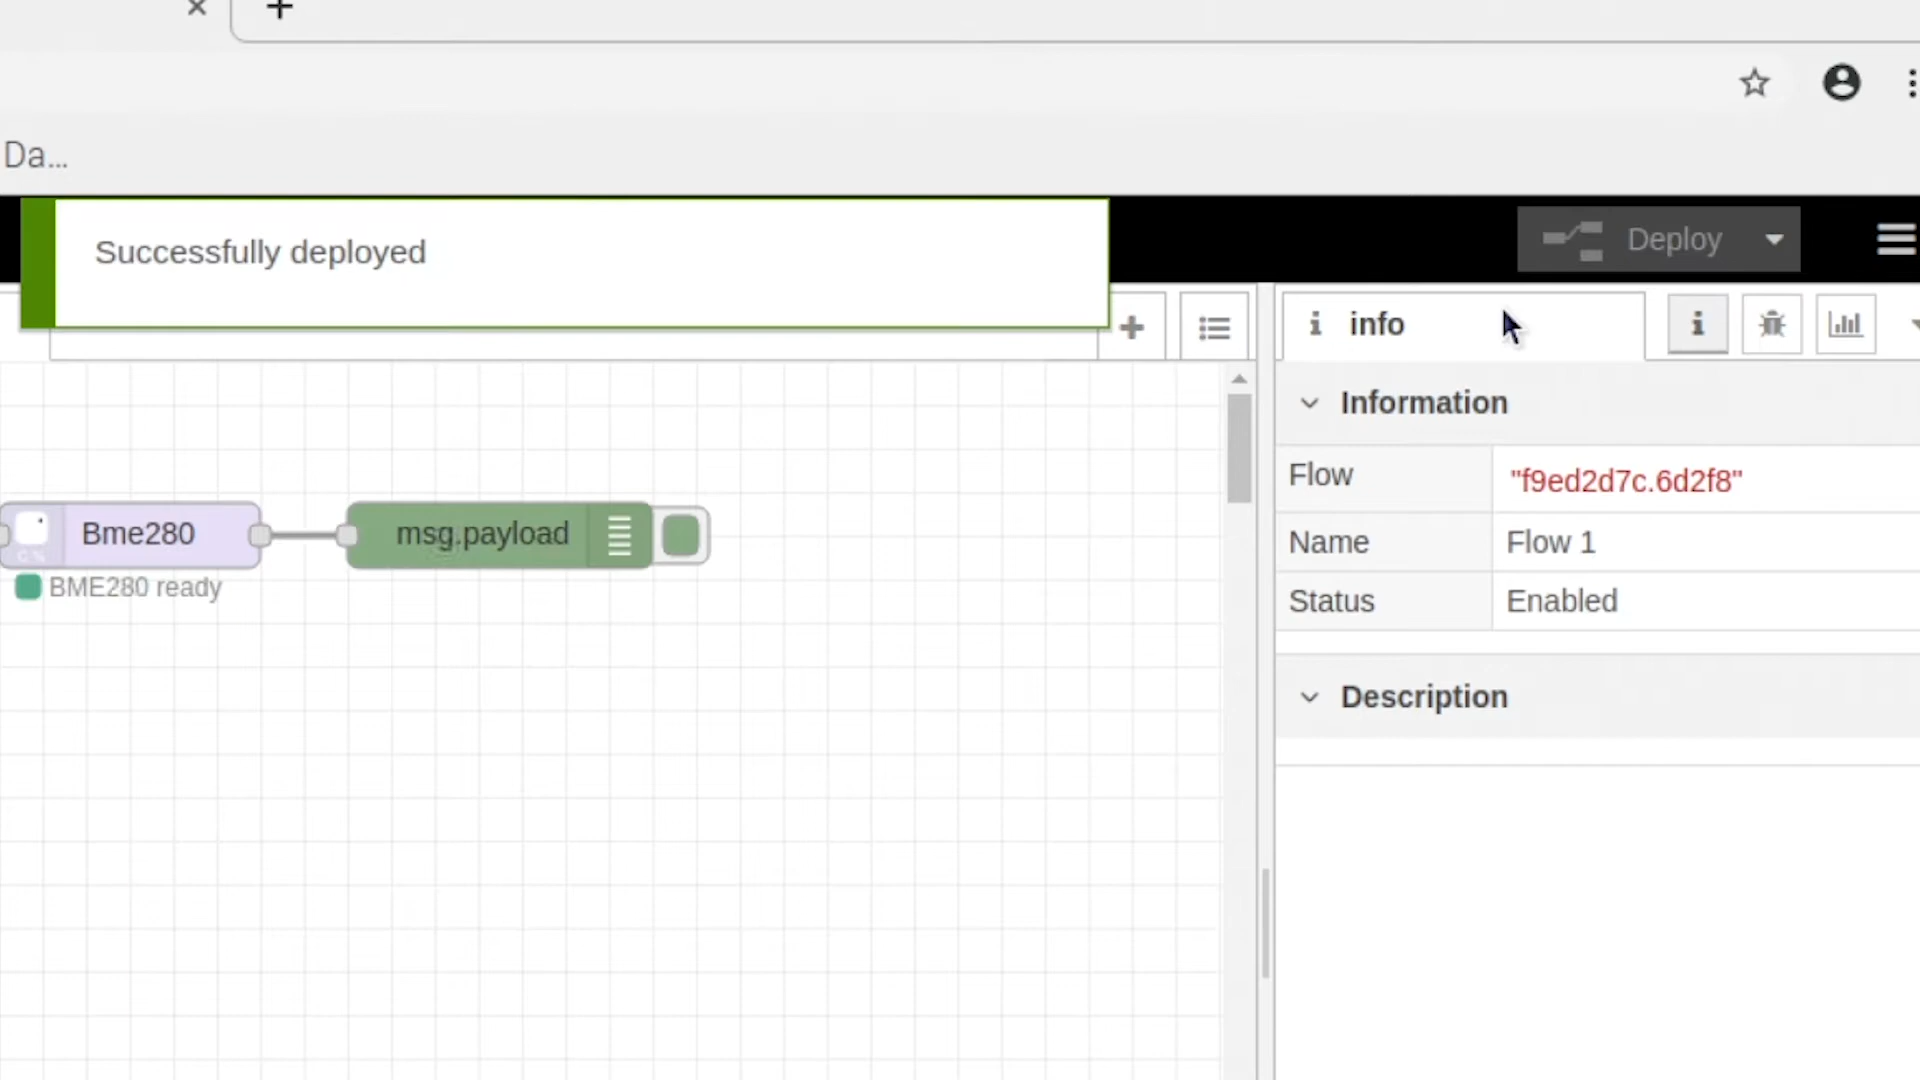 Da...
Successfully deployed
Deploy
info
Information
Flow "f9ed2d7c.6d2f8"
Name Flow 1
Status Enabled
Description
Bme280
msg.payload
BME280 ready